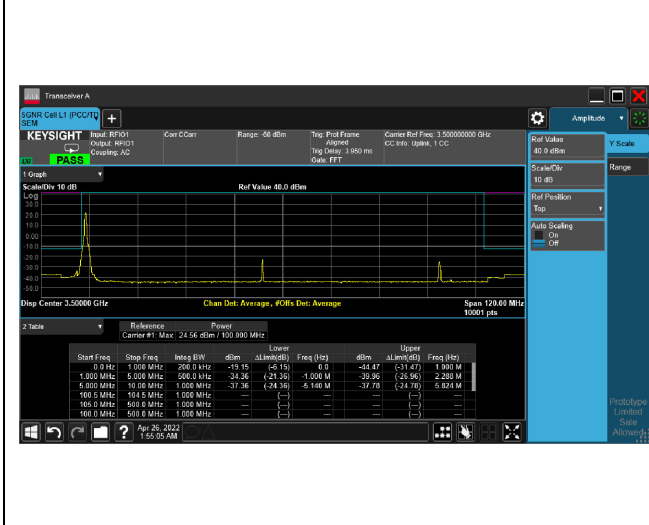 Transceiver A
5GNR Cell L1 (PCC/TD
SEM
Amplitude
KEYSIGHT
Input: RFIO1
Output: RFIO1
Coupling: AC
Corr CCorr
Range: -60 dBm
Trig: Prot Frame
Aligned
Trig Delay: 3.950 ms
Gate: FFT
Carrier Ref Freq: 3.500000000 GHz
CC Info: Uplink, 1 CC
LXI
PASS
Ref Value
40.0 dBm
Y Scale
Scale/Div
10 dB
Range
Ref Position
Top
Auto Scaling
On
Off
1 Graph
Scale/Div 10 dB
Ref Value 40.0 dBm
Log
30.0
20.0
10.0
0.00
-10.0
-20.0
-30.0
-40.0
-50.0
Disp Center 3.50000 GHz
Chan Det: Average, #Offs Det: Average
Span 120.00 MHz
10001 pts
2 Table
Reference Power
Carrier #1: Max 24.56 dBm / 100.000 MHz
Lower Upper
Start Freq Stop Freq Integ BW dBm ΔLimit(dB) Freq (Hz) dBm ΔLimit(dB) Freq (Hz)
0.0 Hz 1.000 MHz 200.0 kHz -19.15 (-6.15) 0.0 -44.47 (-31.47) 1.000 M
1.000 MHz 5.000 MHz 500.0 kHz -34.36 (-21.36) -1.000 M -39.96 (-26.96) 2.288 M
5.000 MHz 10.00 MHz 1.000 MHz -37.36 (-24.36) -5.140 M -37.78 (-24.78) 5.824 M
100.5 MHz 104.5 MHz 1.000 MHz --- (---) --- (---)
105.0 MHz 500.0 MHz 1.000 MHz --- (---) --- (---)
100.0 MHz 500.0 MHz 1.000 MHz --- (---) --- (---)
Prototype
Limited
Sale
Allowed
Apr 26, 2022
1:55:05 AM